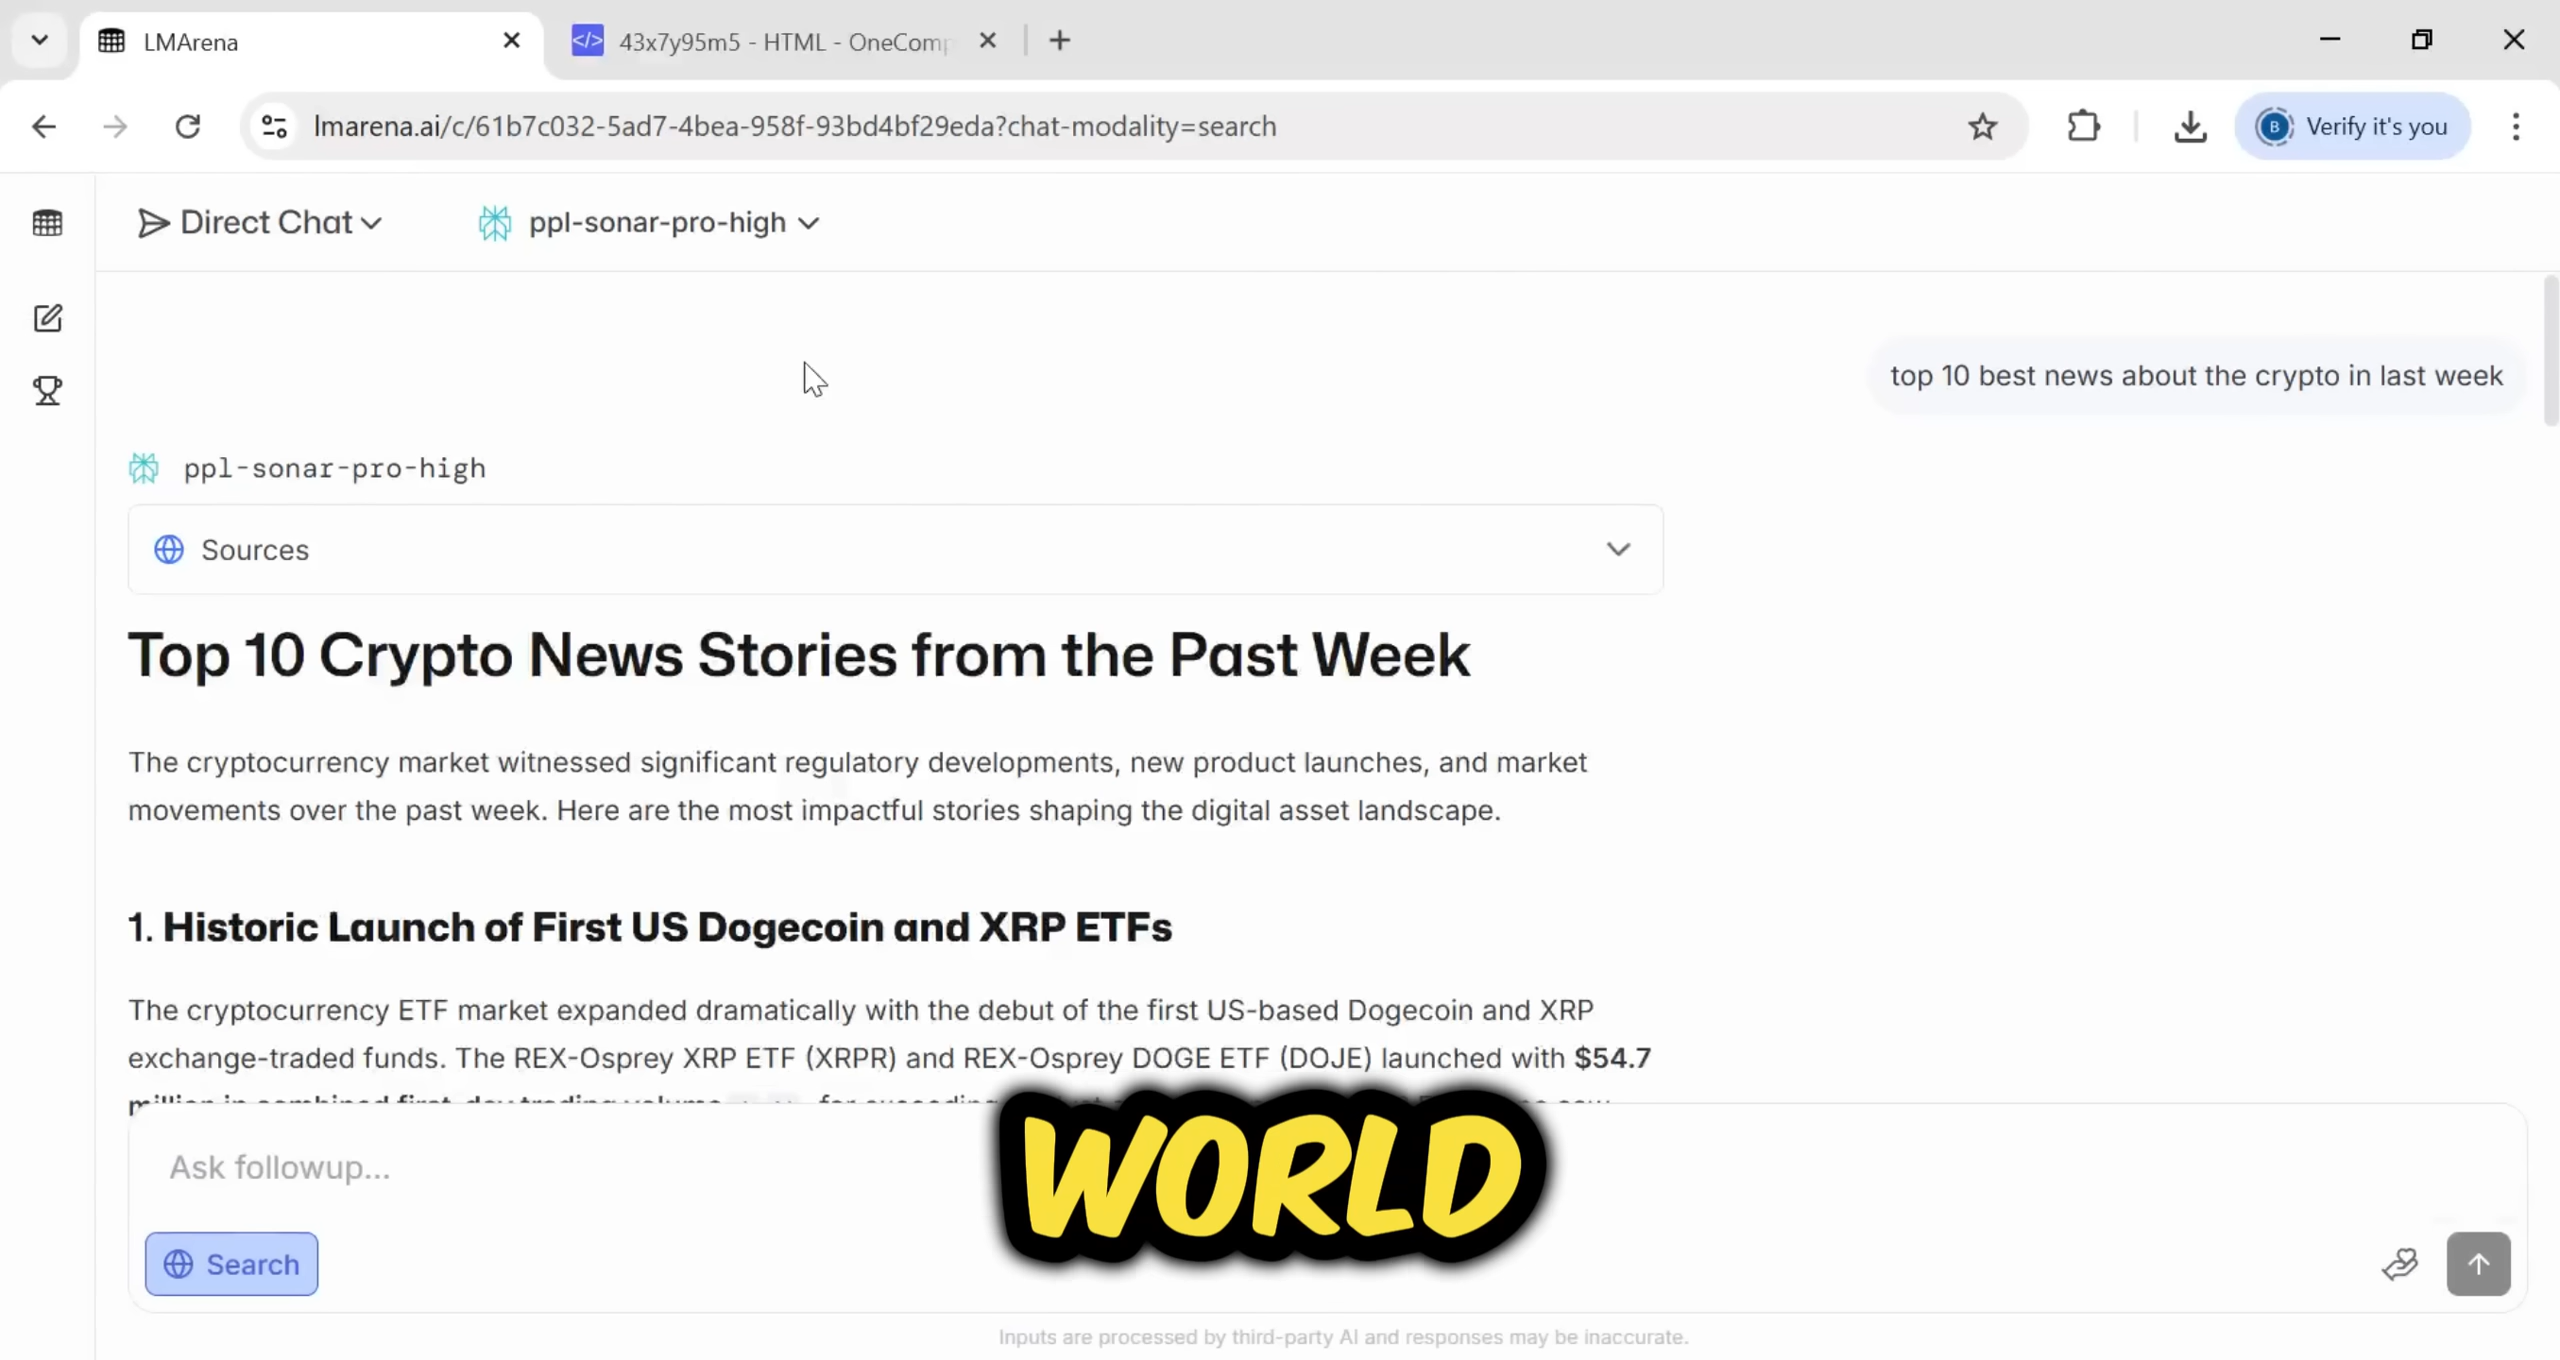 LMArena
43x7y95m5 - HTML - OneComp
lmarena.ai/c/61b7c032-5ad7-4bea-958f-93bd4bf29eda?chat-modality=search
B Verify it's you
Direct Chat
ppl-sonar-pro-high
top 10 best news about the crypto in last week
ppl-sonar-pro-high
Sources
Top 10 Crypto News Stories from the Past Week
The cryptocurrency market witnessed significant regulatory developments, new product launches, and market
movements over the past week. Here are the most impactful stories shaping the digital asset landscape.
1. Historic Launch of First US Dogecoin and XRP ETFs
The cryptocurrency ETF market expanded dramatically with the debut of the first US-based Dogecoin and XRP
exchange-traded funds. The REX-Osprey XRP ETF (XRPR) and REX-Osprey DOGE ETF (DOJE) launched with $54.7
million in combined first-day trading volume
WORLD
Ask followup...
Search
Inputs are processed by third-party AI and responses may be inaccurate.